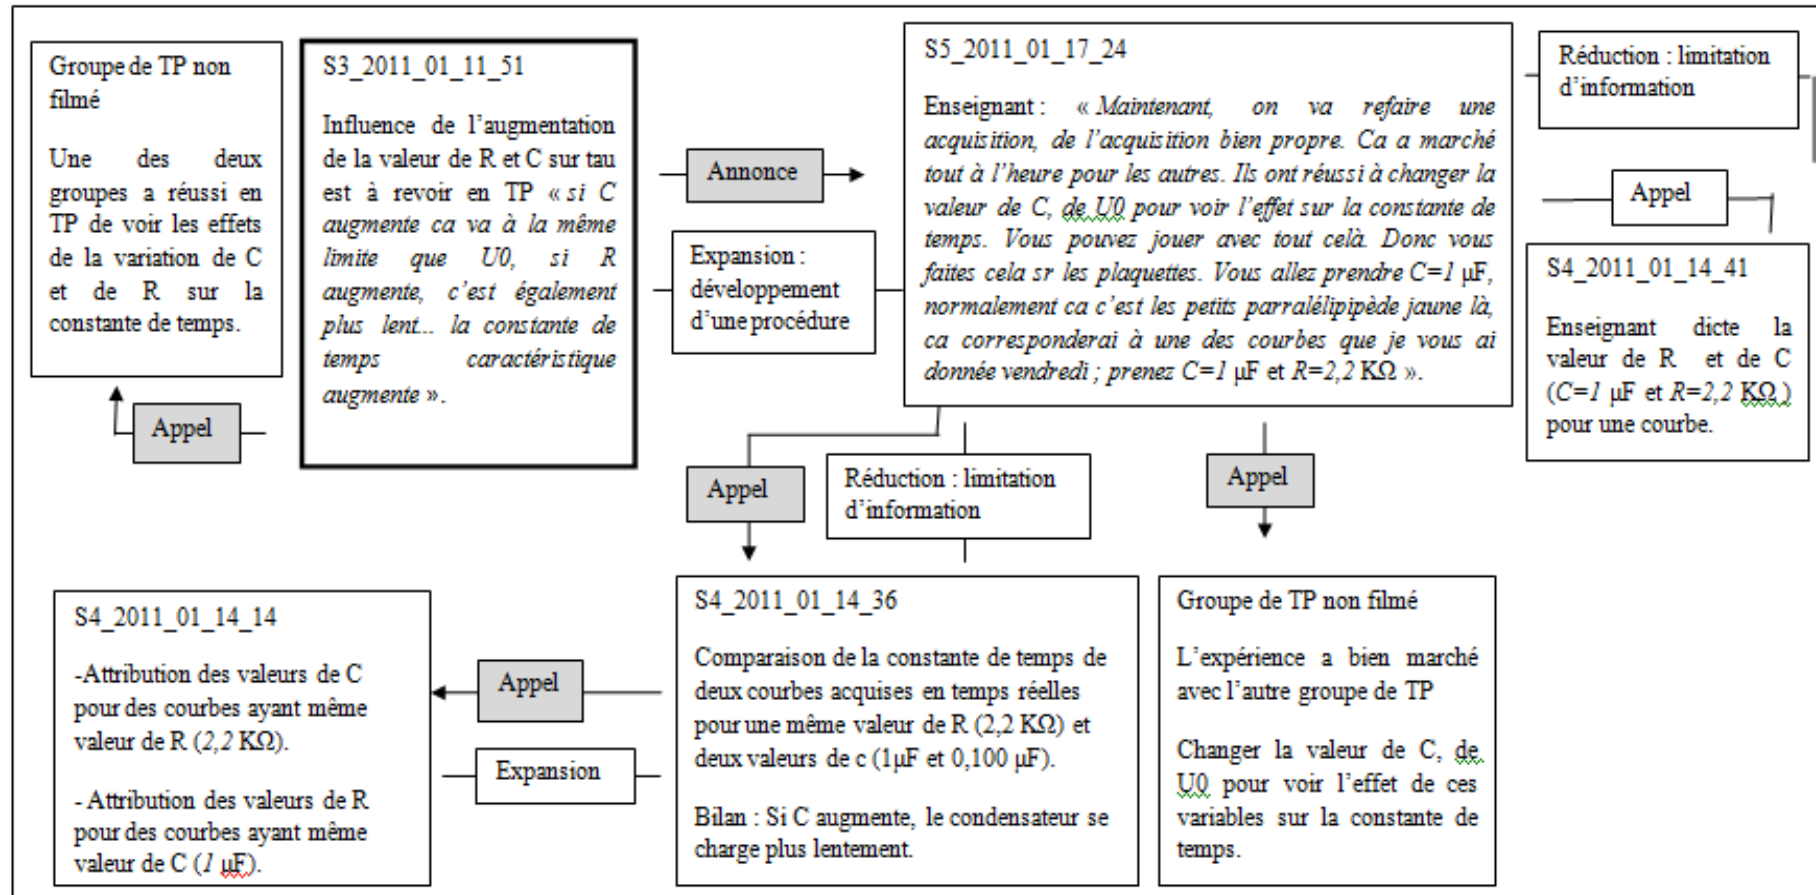 Groupe de TP non
filmé
Une des deux
groupes a réussi en
TP de voir les effets
de la variation de C
et de R sur la
constante de temps.
Appel
S3_2011_01_11_51
Influence de l'augmentation
de la valeur de R et C sur tau
est à revoir en TP « si C
augmente ca va à la même
limite que U0, si R
augmente, c'est également
plus lent... la constante de
temps caractéristique
augmente ».
Annonce
Expansion :
développement
d'une procédure
S5_2011_01_17_24
Enseignant : « Maintenant, on va refaire une
acquisition, de l'acquisition bien propre. Ca a marché
tout à l'heure pour les autres. Ils ont réussi à changer la
valeur de C, de U0 pour voir l'effet sur la constante de
temps. Vous pouvez jouer avec tout celà. Donc vous
faites cela sr les plaquettes. Vous allez prendre C=1 µF,
normalement ca c'est les petits parralélipipède jaune là,
ca corresponderai à une des courbes que je vous ai
donnée vendredi ; prenez C=1 µF et R=2,2 KΩ ».
Réduction : limitation
d'information
Appel
S4_2011_01_14_41
Enseignant dicte la
valeur de R et de C
(C=1 µF et R=2,2 KΩ )
pour une courbe.
Appel
Réduction : limitation
d'information
Appel
S4_2011_01_14_14
-Attribution des valeurs de C
pour des courbes ayant même
valeur de R (2,2 KΩ).
- Attribution des valeurs de R
pour des courbes ayant même
valeur de C (1 µF).
Appel
Expansion
S4_2011_01_14_36
Comparaison de la constante de temps de
deux courbes acquises en temps réelles
pour une même valeur de R (2,2 KΩ) et
deux valeurs de c (1µF et 0,100 µF).
Bilan : Si C augmente, le condensateur se
charge plus lentement.
Groupe de TP non filmé
L'expérience a bien marché
avec l'autre groupe de TP
Changer la valeur de C, de
U0 pour voir l'effet de ces
variables sur la constante de
temps.